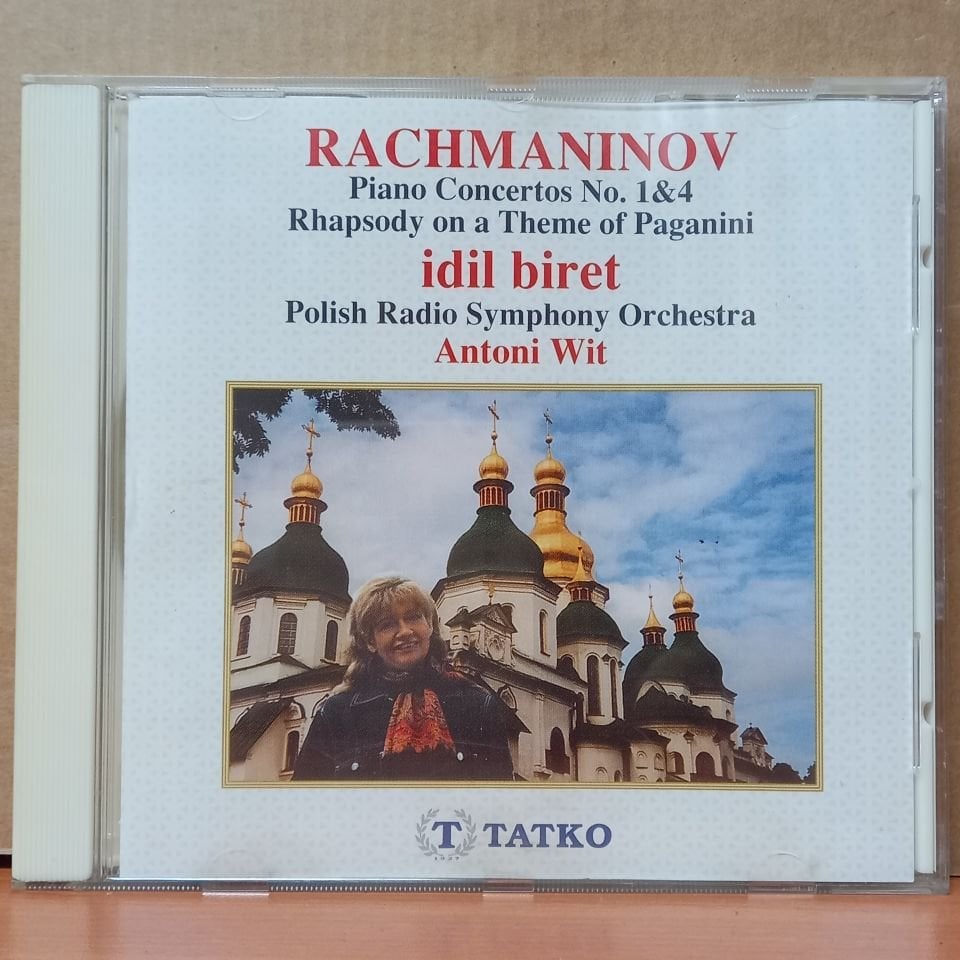 RACHMANINOV
Piano Concertos No. 1&4
Rhapsody on a Theme of Paganini
idil biret
Polish Radio Symphony Orchestra
Antoni Wit
T TATKO
1927